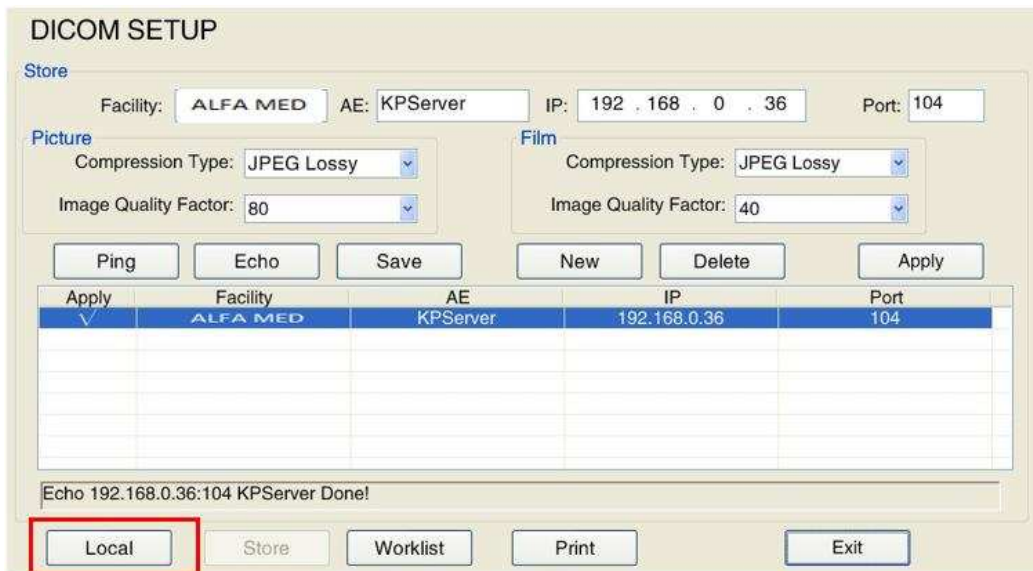 DICOM SETUP
Store
Facility: ALFA MED AE: KPServer IP: 192 . 168 . 0 . 36 Port: 104
Picture Film
Compression Type: JPEG Lossy Compression Type: JPEG Lossy
Image Quality Factor: 80 Image Quality Factor: 40
Ping Echo Save New Delete Apply
Apply Facility AE IP Port
√ ALFA MED KPServer 192.168.0.36 104
Echo 192.168.0.36:104 KPServer Done!
Local Store Worklist Print Exit